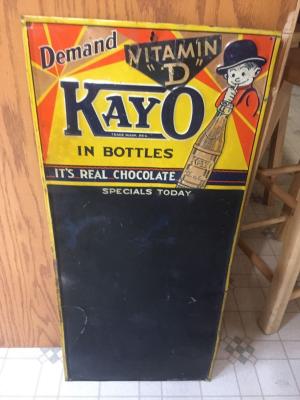 Demand
VITAMIN
"D"
KAYO
TRADE MARK REG.
IN BOTTLES
IT'S REAL CHOCOLATE
SPECIALS TODAY